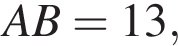 AB = 13,